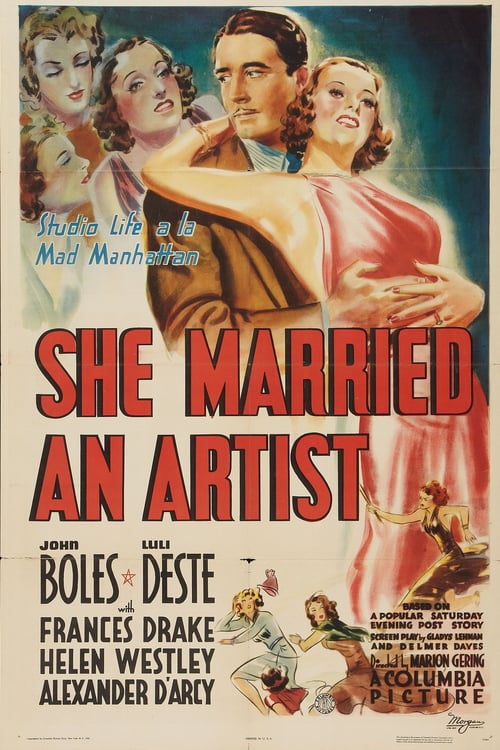 Studio Life a la
Mad Manhattan
SHE MARRIED
AN ARTIST
JOHN BOLES
LULI DESTE
with
FRANCES DRAKE
HELEN WESTLEY
ALEXANDER D'ARCY
BASED ON
A POPULAR SATURDAY
EVENING POST STORY
SCREEN PLAY by GLADYS LEHMAN
AND DELMER DAVES
Directed by MARION GERING
A COLUMBIA
PICTURE
Morgan